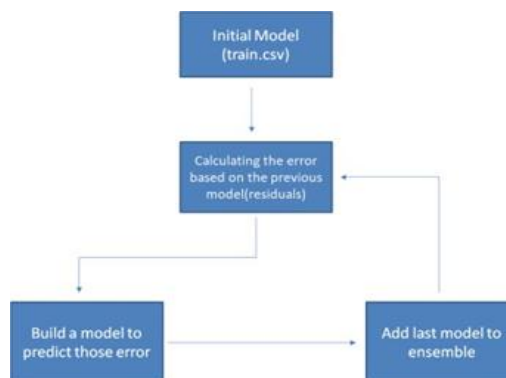 Initial Model
(train.csv)
Calculating the error
based on the previous
model(residuals)
Build a model to
predict those error
Add last model to
ensemble